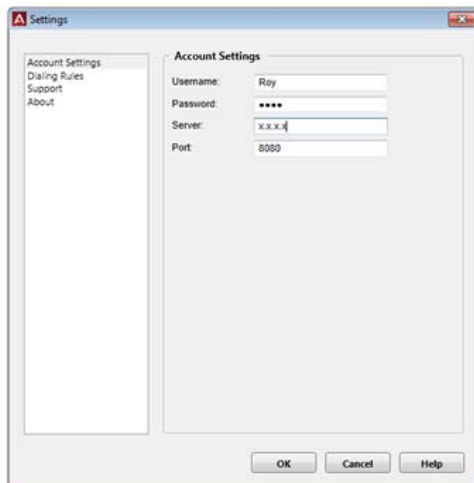 Settings
Account Settings
Dialing Rules
Support
About
Account Settings
Username: Roy
Password: ••••
Server: x.x.x.x
Port: 8080
OK Cancel Help